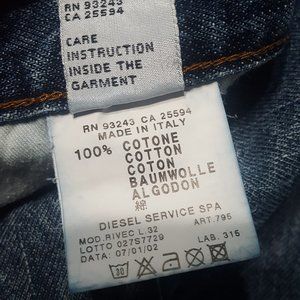 RN 93243
CA 25594
CARE
INSTRUCTION
INSIDE THE
GARMENT
RN 93243 CA 25594
MADE IN ITALY
100% COTONE
COTTON
COTON
BAUMWOLLE
ALGODON
綿
DIESEL SERVICE SPA
MOD.RIVEC L.32 ART.795
LOTTO 027S7729
DATA: 07/01/02 LAB. 315
30